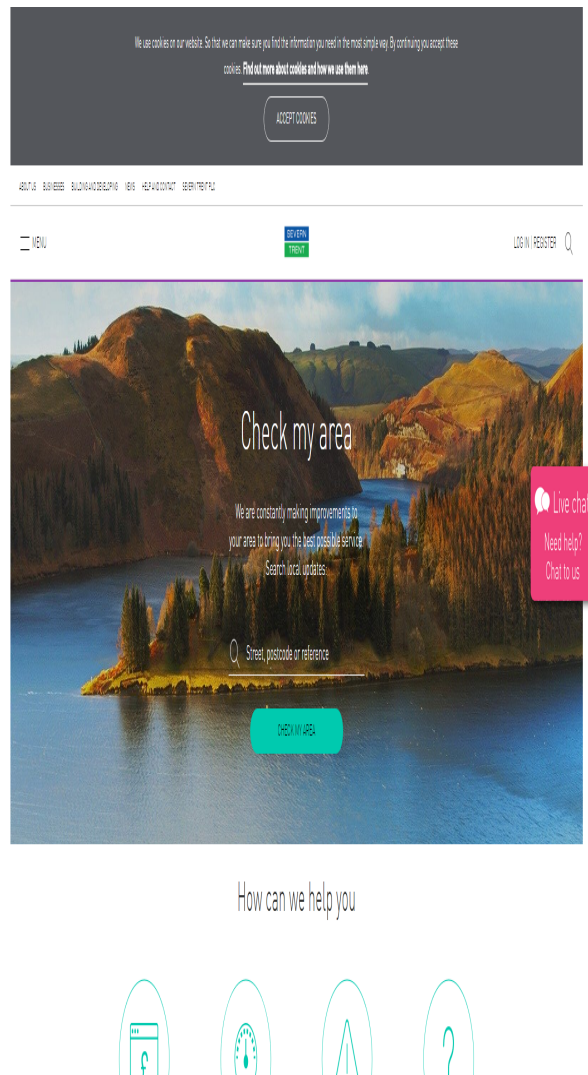 We use cookies on our website. So that we can make sure you find the information you need in the most simple way. By continuing you accept these
cookies. Find out more about cookies and how we use them here.
ACCEPT COOKIES
ABOUT US BUSINESSES BUILDING AND DEVELOPING NEWS HELP AND CONTACT SEVERN TRENT PLC
MENU
SEVERN
TRENT
LOG IN | REGISTER
Check my area
We are constantly making improvements to
your area to bring you the best possible service.
Search local updates:
Street, postcode or reference
CHECK MY AREA
Live chat
Need help?
Chat to us
How can we help you
£
?